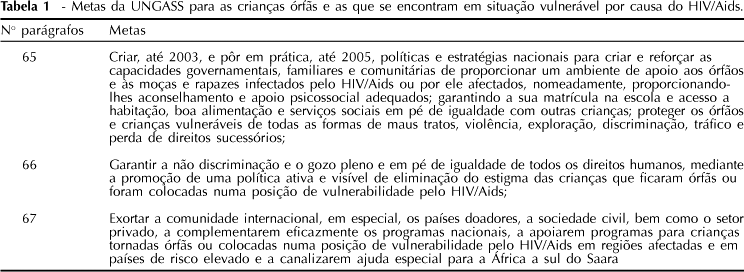 Tabela 1 - Metas da UNGASS para as crianças órfãs e as que se encontram em situação vulnerável por causa do HIV/Aids.
Nº parágrafos Metas
65 Criar, até 2003, e pôr em prática, até 2005, políticas e estratégias nacionais para criar e reforçar as
capacidades governamentais, familiares e comunitárias de proporcionar um ambiente de apoio aos órfãos
e às moças e rapazes infectados pelo HIV/Aids ou por ele afectados, nomeadamente, proporcionando-
lhes aconselhamento e apoio psicossocial adequados; garantindo a sua matrícula na escola e acesso a
habitação, boa alimentação e serviços sociais em pé de igualdade com outras crianças; proteger os órfãos
e crianças vulneráveis de todas as formas de maus tratos, violência, exploração, discriminação, tráfico e
perda de direitos sucessórios;
66 Garantir a não discriminação e o gozo pleno e em pé de igualdade de todos os direitos humanos, mediante
a promoção de uma política ativa e visível de eliminação do estigma das crianças que ficaram órfãs ou
foram colocadas numa posição de vulnerabilidade pelo HIV/Aids;
67 Exortar a comunidade internacional, em especial, os países doadores, a sociedade civil, bem como o setor
privado, a complementarem eficazmente os programas nacionais, a apoiarem programas para crianças
tornadas órfãs ou colocadas numa posição de vulnerabilidade pelo HIV/Aids em regiões afectadas e em
países de risco elevado e a canalizarem ajuda especial para a África a sul do Saara